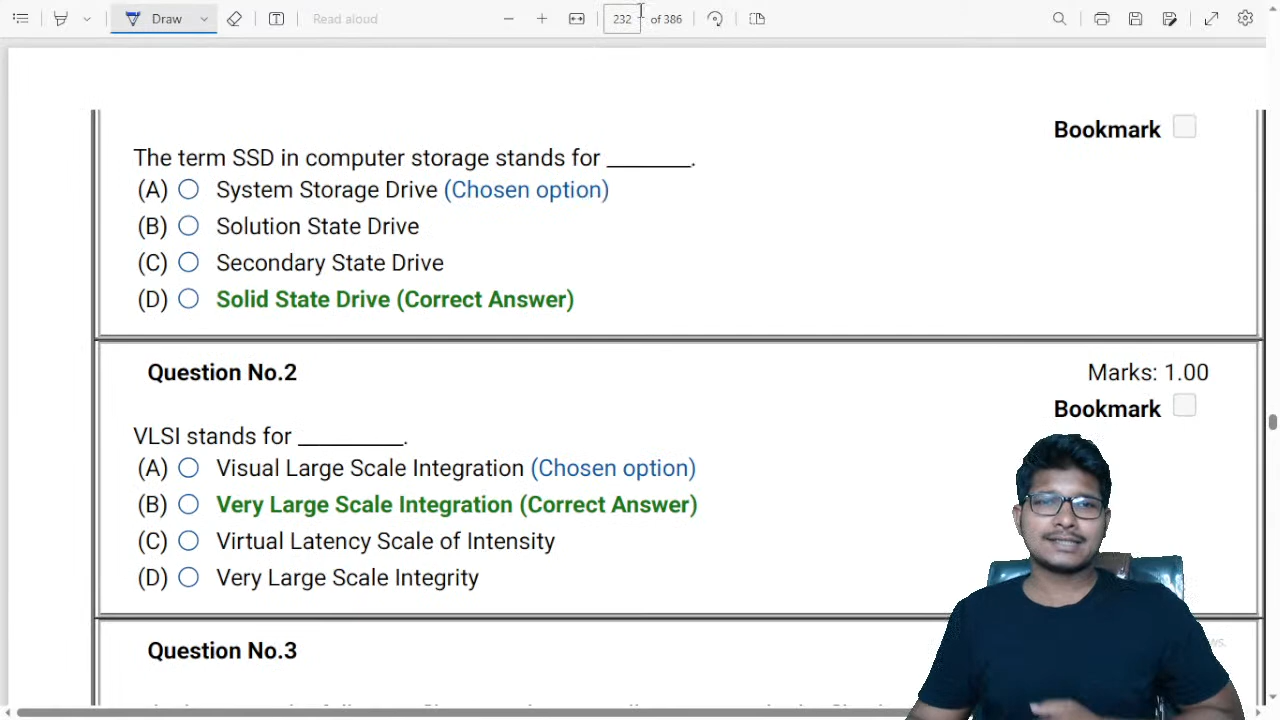 Draw
Read aloud
232 of 386
Bookmark
The term SSD in computer storage stands for _______.
(A) System Storage Drive (Chosen option)
(B) Solution State Drive
(C) Secondary State Drive
(D) Solid State Drive (Correct Answer)
Question No.2 Marks: 1.00
Bookmark
VLSI stands for _________.
(A) Visual Large Scale Integration (Chosen option)
(B) Very Large Scale Integration (Correct Answer)
(C) Virtual Latency Scale of Intensity
(D) Very Large Scale Integrity
Question No.3